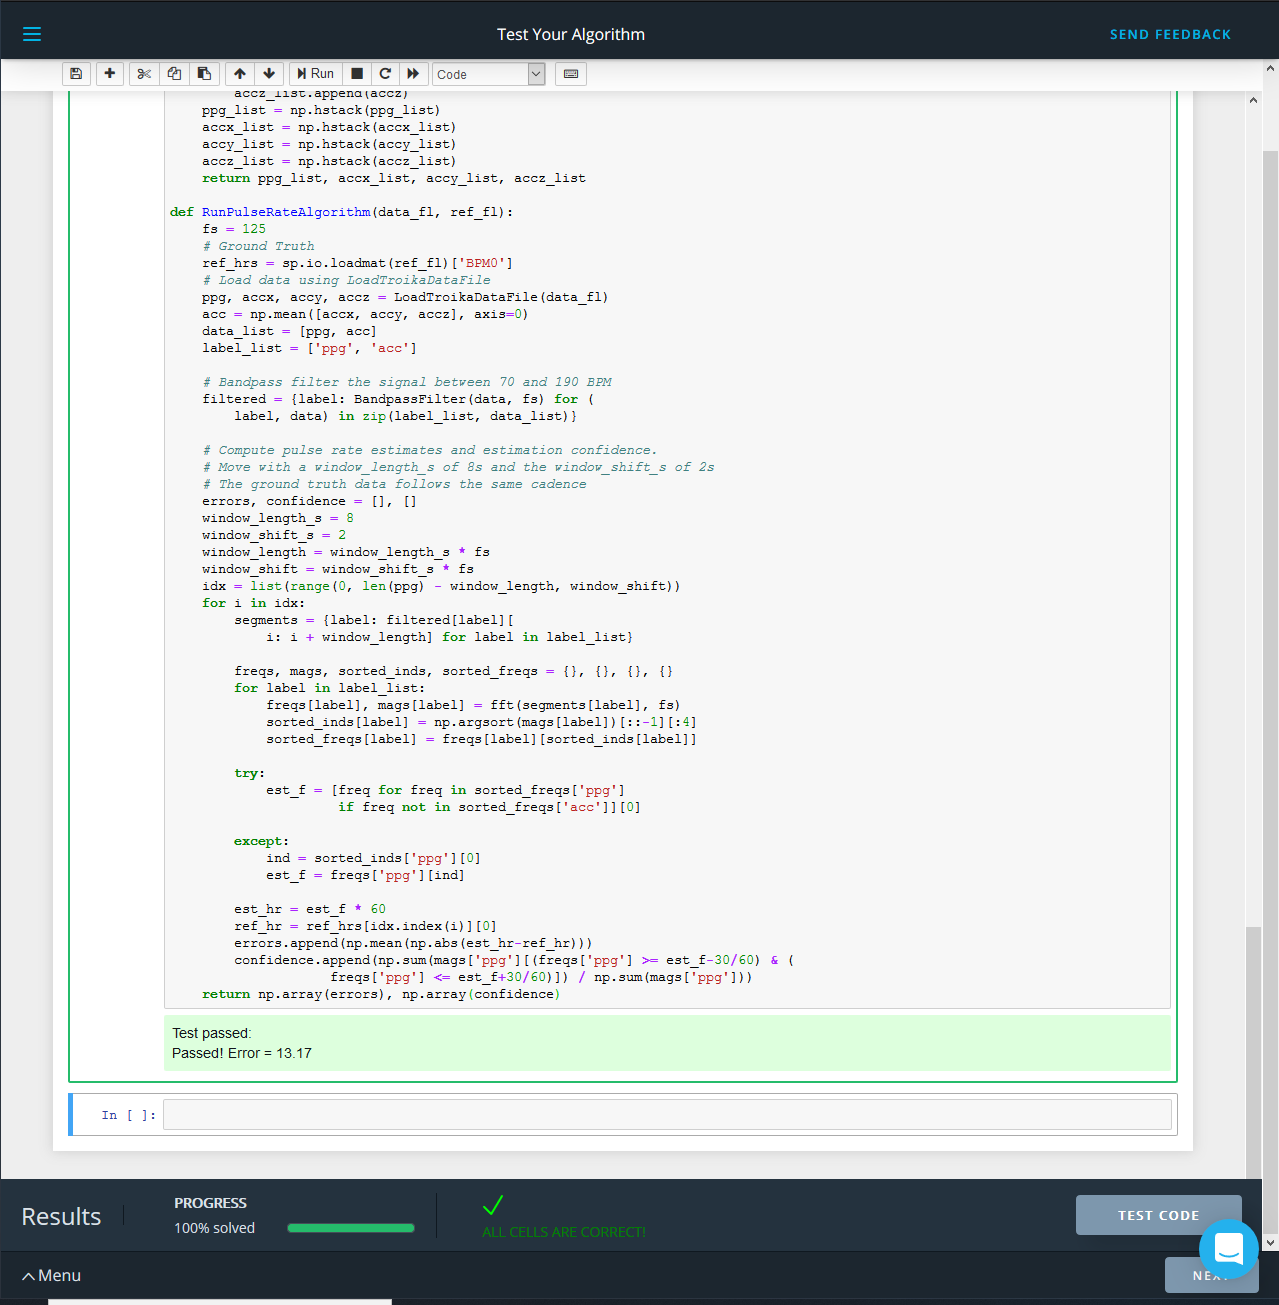 Test Your Algorithm
SEND FEEDBACK
Run
Code
accz_list.append(accz)
ppg_list = np.hstack(ppg_list)
accx_list = np.hstack(accx_list)
accy_list = np.hstack(accy_list)
accz_list = np.hstack(accz_list)
return ppg_list, accx_list, accy_list, accz_list
def RunPulseRateAlgorithm(data_fl, ref_fl):
fs = 125
# Ground Truth
ref_hrs = sp.io.loadmat(ref_fl)['BPM0']
# Load data using LoadTroikaDataFile
ppg, accx, accy, accz = LoadTroikaDataFile(data_fl)
acc = np.mean([accx, accy, accz], axis=0)
data_list = [ppg, acc]
label_list = ['ppg', 'acc']
# Bandpass filter the signal between 70 and 190 BPM
filtered = {label: BandpassFilter(data, fs) for (
label, data) in zip(label_list, data_list)}
# Compute pulse rate estimates and estimation confidence.
# Move with a window_length_s of 8s and the window_shift_s of 2s
# The ground truth data follows the same cadence
errors, confidence = [], []
window_length_s = 8
window_shift_s = 2
window_length = window_length_s * fs
window_shift = window_shift_s * fs
idx = list(range(0, len(ppg) - window_length, window_shift))
for i in idx:
segments = {label: filtered[label][
i: i + window_length] for label in label_list}
freqs, mags, sorted_inds, sorted_freqs = {}, {}, {}, {}
for label in label_list:
freqs[label], mags[label] = fft(segments[label], fs)
sorted_inds[label] = np.argsort(mags[label])[::-1][:4]
sorted_freqs[label] = freqs[label][sorted_inds[label]]
try:
est_f = [freq for freq in sorted_freqs['ppg']
if freq not in sorted_freqs['acc']][0]
except:
ind = sorted_inds['ppg'][0]
est_f = freqs['ppg'][ind]
est_hr = est_f * 60
ref_hr = ref_hrs[idx.index(i)][0]
errors.append(np.mean(np.abs(est_hr-ref_hr)))
confidence.append(np.sum(mags['ppg'][(freqs['ppg'] >= est_f-30/60) & (
freqs['ppg'] <= est_f+30/60)]) / np.sum(mags['ppg']))
return np.array(errors), np.array(confidence)
Test passed:
Passed! Error = 13.17
In [ ]:
Results
PROGRESS
100% solved
ALL CELLS ARE CORRECT!
TEST CODE
Menu